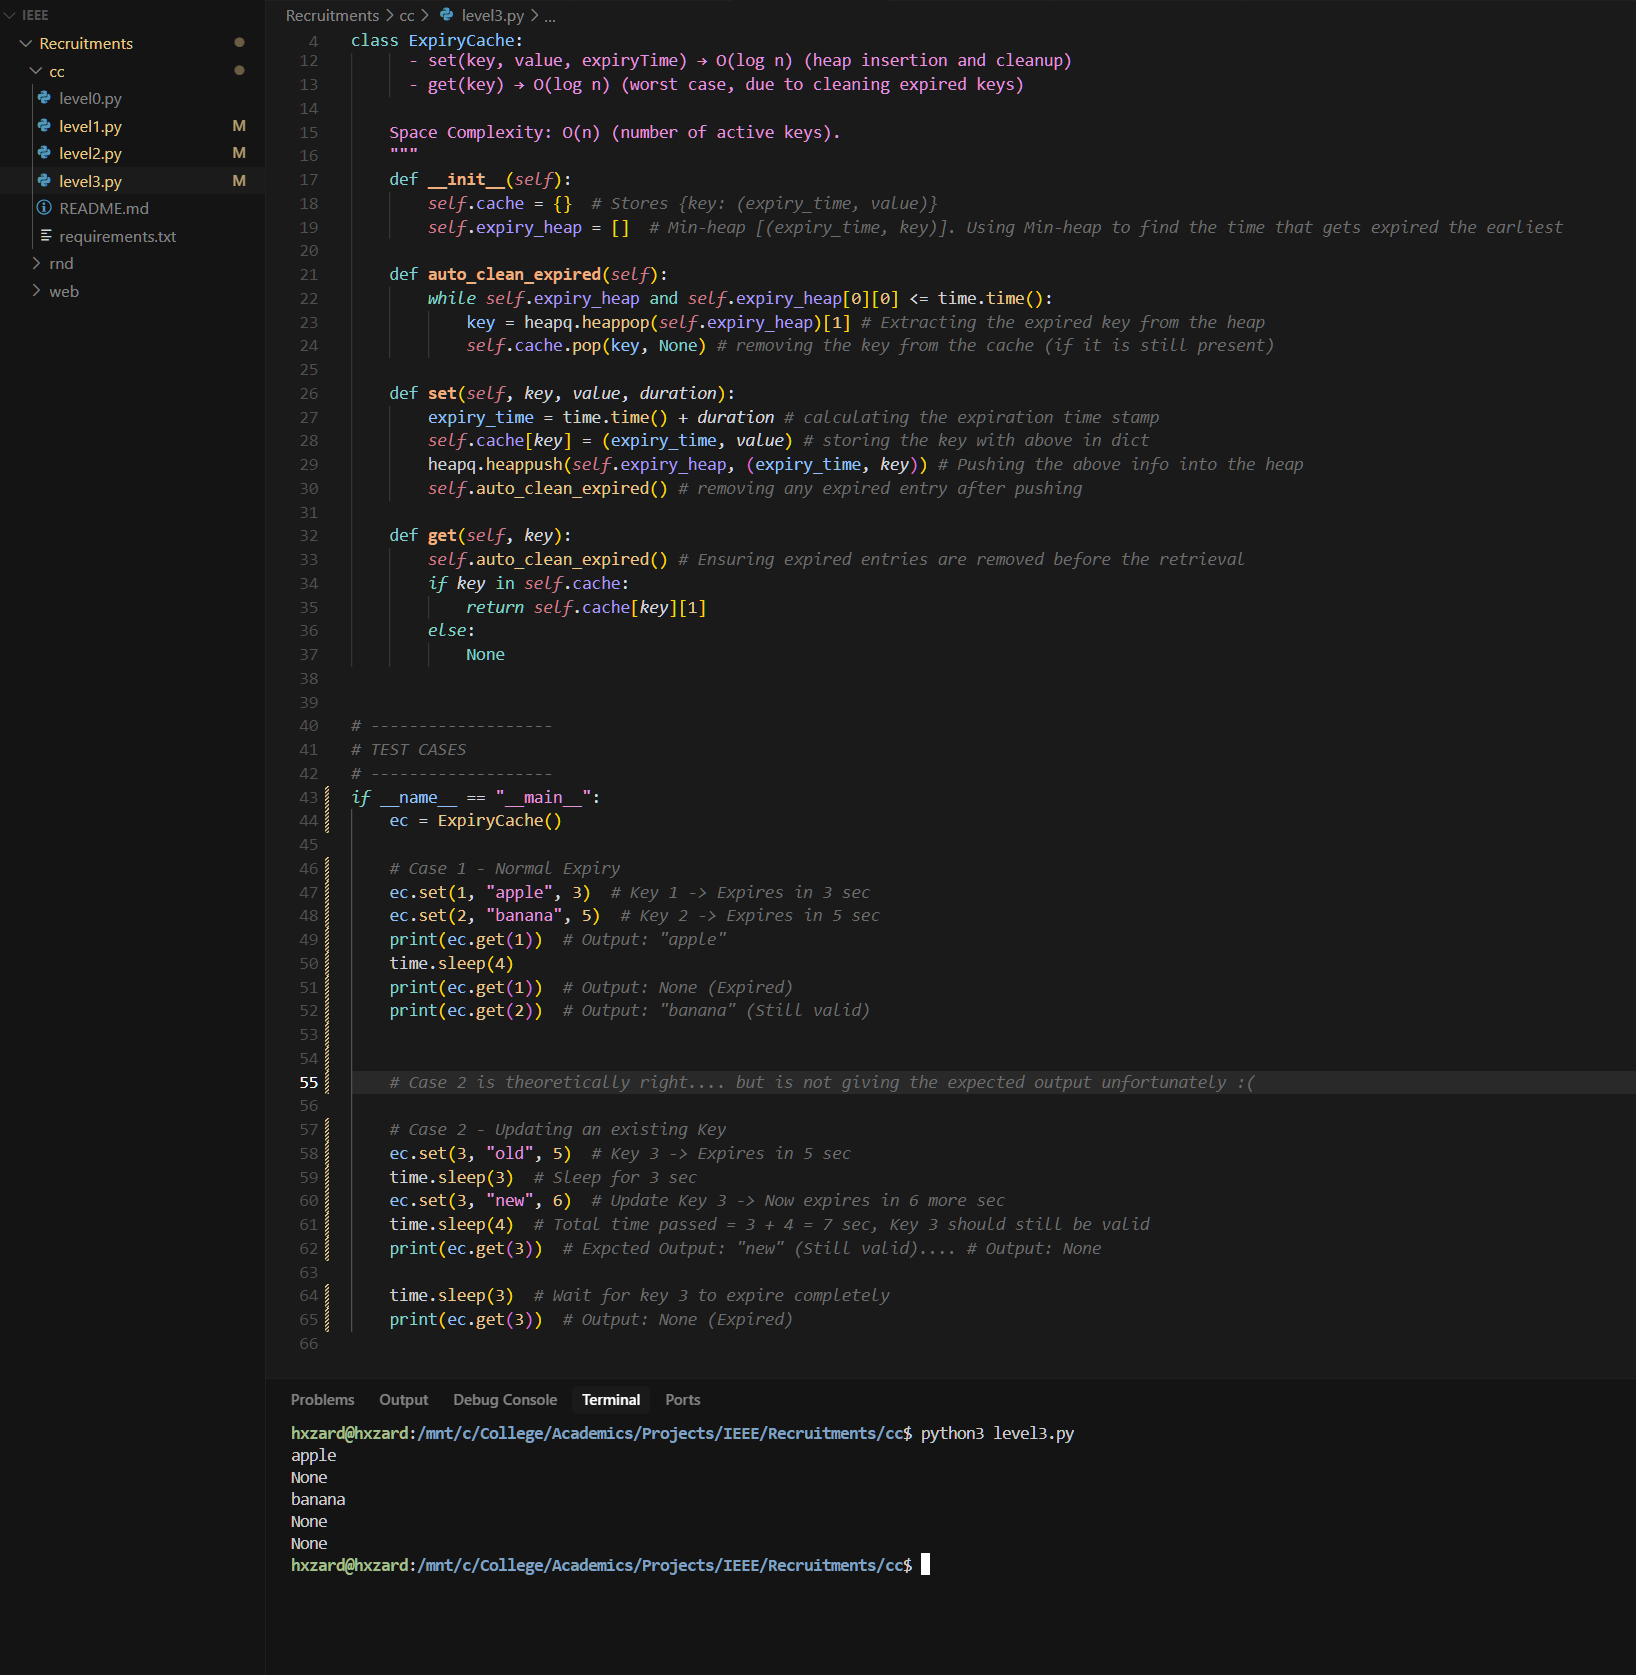 IEEE
Recruitments
cc
level0.py
level1.py M
level2.py M
level3.py M
README.md
requirements.txt
rnd
web
Recruitments > cc > level3.py > ...
4 class ExpiryCache:
12 - set(key, value, expiryTime) → O(log n) (heap insertion and cleanup)
13 - get(key) → O(log n) (worst case, due to cleaning expired keys)
14
15 Space Complexity: O(n) (number of active keys).
16 """
17 def __init__(self):
18 self.cache = {} # Stores {key: (expiry_time, value)}
19 self.expiry_heap = [] # Min-heap [(expiry_time, key)]. Using Min-heap to find the time that gets expired the earliest
20
21 def auto_clean_expired(self):
22 while self.expiry_heap and self.expiry_heap[0][0] <= time.time():
23 key = heapq.heappop(self.expiry_heap)[1] # Extracting the expired key from the heap
24 self.cache.pop(key, None) # removing the key from the cache (if it is still present)
25
26 def set(self, key, value, duration):
27 expiry_time = time.time() + duration # calculating the expiration time stamp
28 self.cache[key] = (expiry_time, value) # storing the key with above in dict
29 heapq.heappush(self.expiry_heap, (expiry_time, key)) # Pushing the above info into the heap
30 self.auto_clean_expired() # removing any expired entry after pushing
31
32 def get(self, key):
33 self.auto_clean_expired() # Ensuring expired entries are removed before the retrieval
34 if key in self.cache:
35 return self.cache[key][1]
36 else:
37 None
38
39
40 # -------------------
41 # TEST CASES
42 # -------------------
43 if __name__ == "__main__":
44 ec = ExpiryCache()
45
46 # Case 1 - Normal Expiry
47 ec.set(1, "apple", 3) # Key 1 -> Expires in 3 sec
48 ec.set(2, "banana", 5) # Key 2 -> Expires in 5 sec
49 print(ec.get(1)) # Output: "apple"
50 time.sleep(4)
51 print(ec.get(1)) # Output: None (Expired)
52 print(ec.get(2)) # Output: "banana" (Still valid)
53
54
55 # Case 2 is theoretically right.... but is not giving the expected output unfortunately :(
56
57 # Case 2 - Updating an existing Key
58 ec.set(3, "old", 5) # Key 3 -> Expires in 5 sec
59 time.sleep(3) # Sleep for 3 sec
60 ec.set(3, "new", 6) # Update Key 3 -> Now expires in 6 more sec
61 time.sleep(4) # Total time passed = 3 + 4 = 7 sec, Key 3 should still be valid
62 print(ec.get(3)) # Expcted Output: "new" (Still valid).... # Output: None
63
64 time.sleep(3) # Wait for key 3 to expire completely
65 print(ec.get(3)) # Output: None (Expired)
66
Problems Output Debug Console Terminal Ports
hxzard@hxzard:/mnt/c/College/Academics/Projects/IEEE/Recruitments/cc$ python3 level3.py
apple
None
banana
None
None
hxzard@hxzard:/mnt/c/College/Academics/Projects/IEEE/Recruitments/cc$